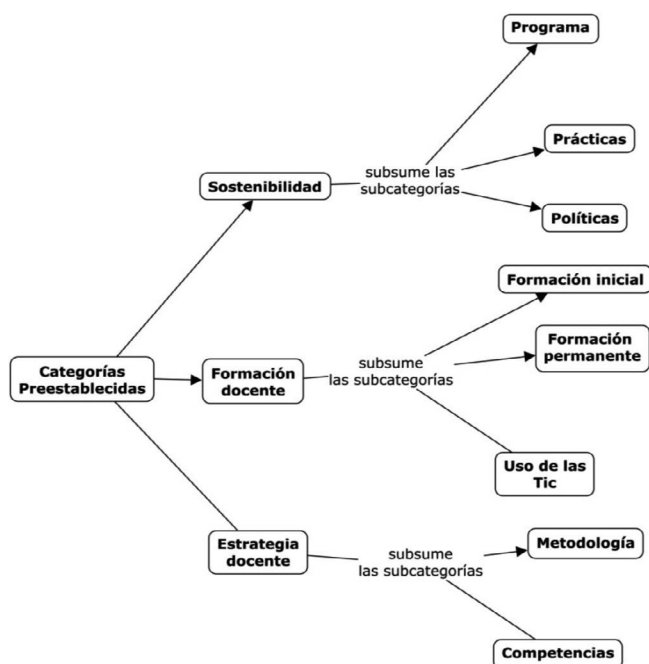 Programa
Prácticas
subsume las
subcategorías
Sostenibilidad
Políticas
Formación inicial
Formación
permanente
subsume
las subcategorías
Categorías
Preestablecidas
Formación
docente
Uso de las
Tic
Estrategia
docente
subsume
las subcategorías
Metodología
Competencias